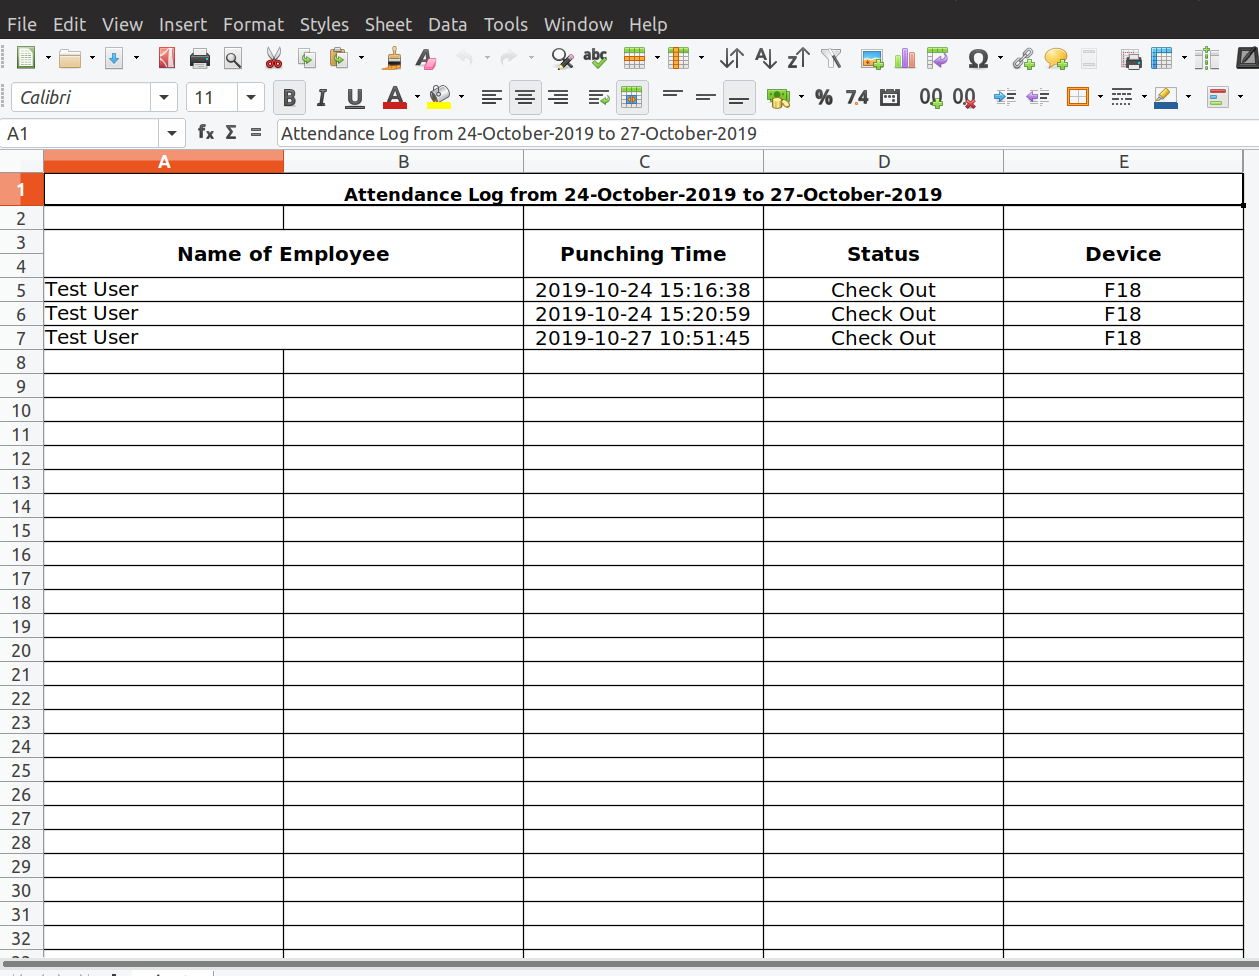 File Edit View Insert Format Styles Sheet Data Tools Window Help
abc
Calibri 11 B I U A % 7.4
A1 fx Σ = Attendance Log from 24-October-2019 to 27-October-2019
A B C D E
1 Attendance Log from 24-October-2019 to 27-October-2019
2
3
Name of Employee Punching Time Status Device
4
5 Test User 2019-10-24 15:16:38 Check Out F18
6 Test User 2019-10-24 15:20:59 Check Out F18
7 Test User 2019-10-27 10:51:45 Check Out F18
8
9
10
11
12
13
14
15
16
17
18
19
20
21
22
23
24
25
26
27
28
29
30
31
32